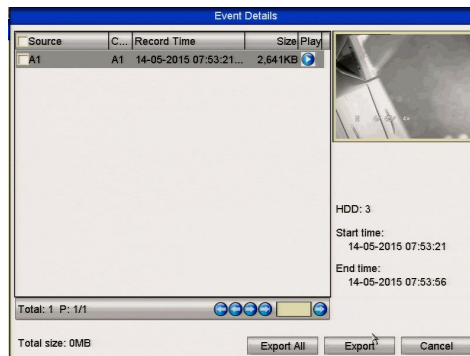 Event Details
Source C... Record Time Size Play
A1 A1 14-05-2015 07:53:21... 2,641KB
HDD: 3
Start time:
14-05-2015 07:53:21
End time:
14-05-2015 07:53:56
Total: 1 P: 1/1
Total size: 0MB
Export All Export Cancel